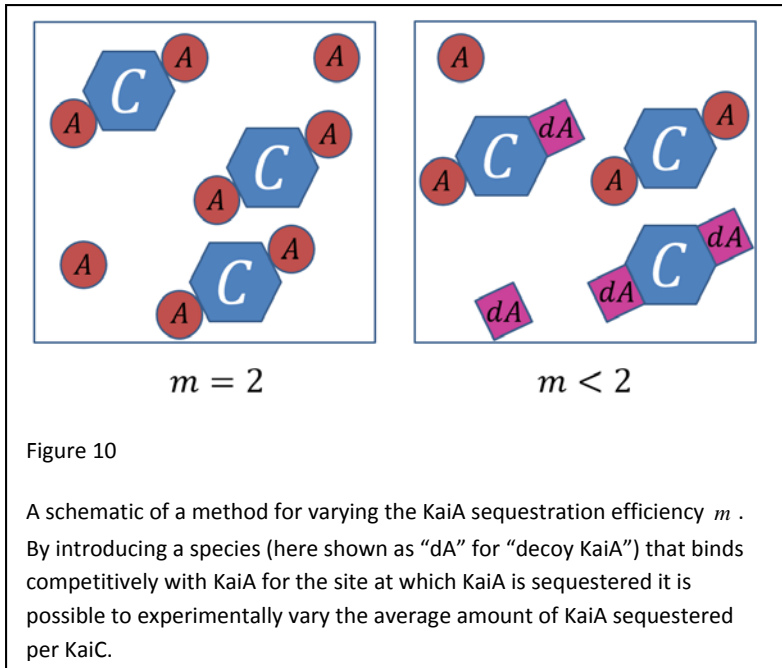 A
A
C
A
A
C
A
A
C
A
A
A
C
dA
A
C
A
dA
C
dA
dA
m = 2
m < 2
Figure 10
A schematic of a method for varying the KaiA sequestration efficiency m .
By introducing a species (here shown as “dA” for “decoy KaiA”) that binds
competitively with KaiA for the site at which KaiA is sequestered it is
possible to experimentally vary the average amount of KaiA sequestered
per KaiC.